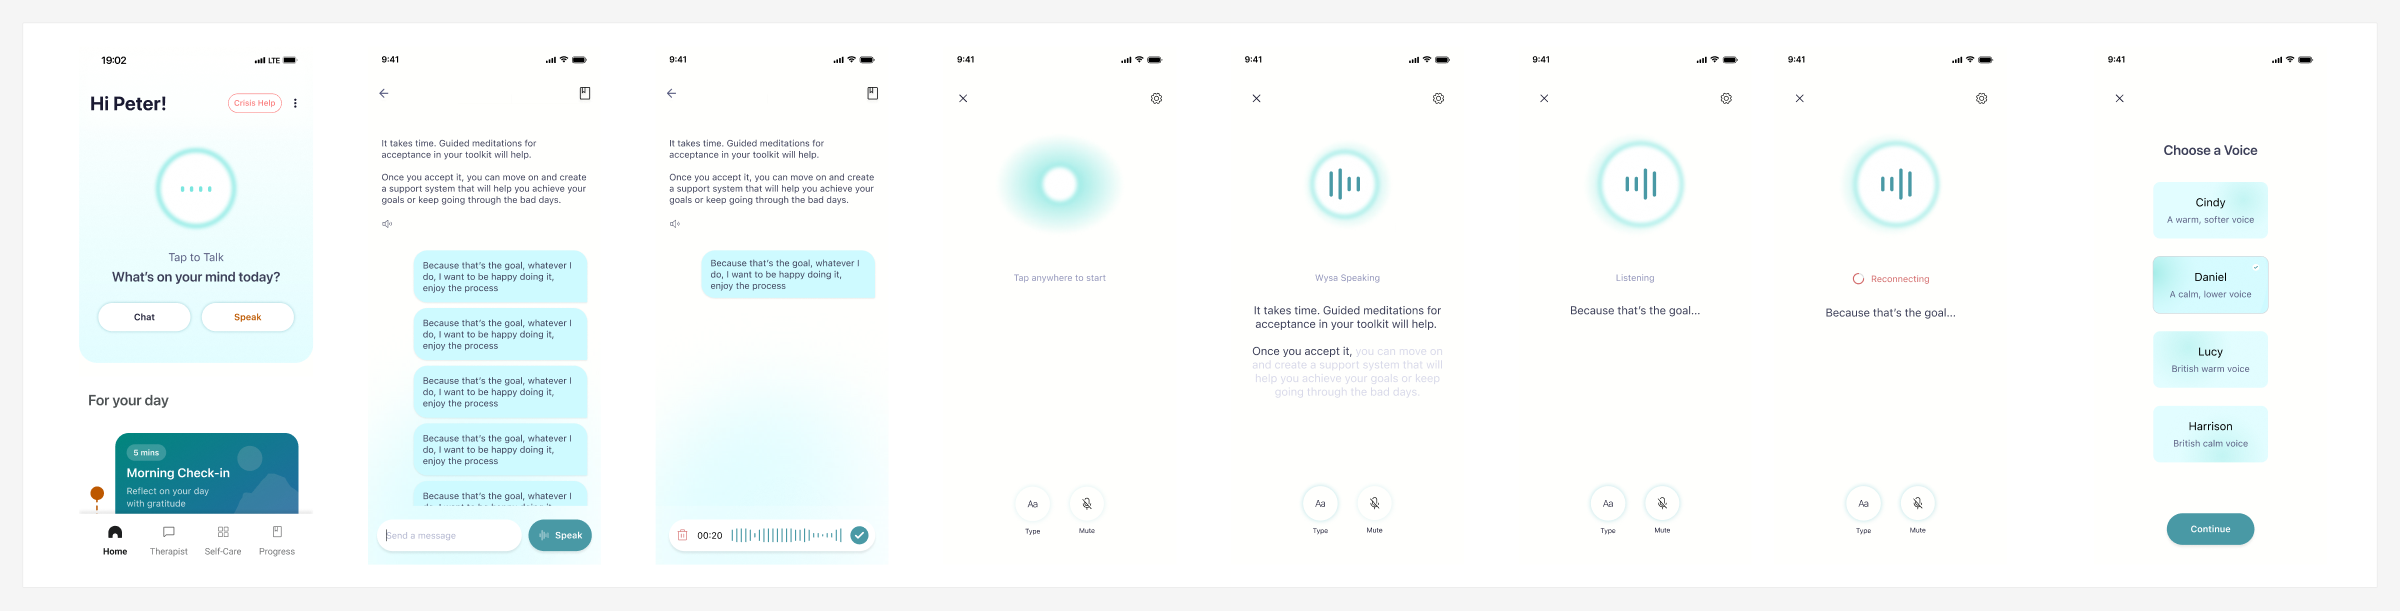 19:02
LTE
Hi Peter!
Crisis Help
Tap to Talk
What's on your mind today?
Chat
Speak
For your day
5 mins
Morning Check-in
Reflect on your day
with gratitude
Home
Therapist
Self-Care
Progress
9:41
It takes time. Guided meditations for
acceptance in your toolkit will help.
Once you accept it, you can move on and create
a support system that will help you achieve your
goals or keep going through the bad days.
Because that's the goal, whatever I
do, I want to be happy doing it,
enjoy the process
Because that's the goal, whatever I
do, I want to be happy doing it,
enjoy the process
Because that's the goal, whatever I
do, I want to be happy doing it,
enjoy the process
Because that's the goal, whatever I
do, I want to be happy doing it,
enjoy the process
Because that's the goal, whatever I
Send a message
Speak
9:41
It takes time. Guided meditations for
acceptance in your toolkit will help.
Once you accept it, you can move on and create
a support system that will help you achieve your
goals or keep going through the bad days.
Because that's the goal, whatever I
do, I want to be happy doing it,
enjoy the process
00:20
9:41
Tap anywhere to start
Aa
Type
Mute
9:41
Wysa Speaking
It takes time. Guided meditations for
acceptance in your toolkit will help.
Once you accept it, you can move on
and create a support system that will
help you achieve your goals or keep
going through the bad days.
Aa
Type
Mute
9:41
Listening
Because that's the goal...
Aa
Type
Mute
9:41
Reconnecting
Because that's the goal...
Aa
Type
Mute
9:41
Choose a Voice
Cindy
A warm, softer voice
Daniel
A calm, lower voice
Lucy
British warm voice
Harrison
British calm voice
Continue